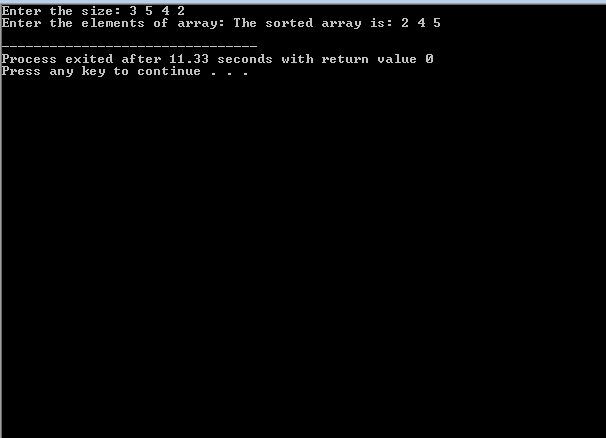 Enter the size: 3 5 4 2
Enter the elements of array: The sorted array is: 2 4 5
--------------------------------
Process exited after 11.33 seconds with return value 0
Press any key to continue . . .